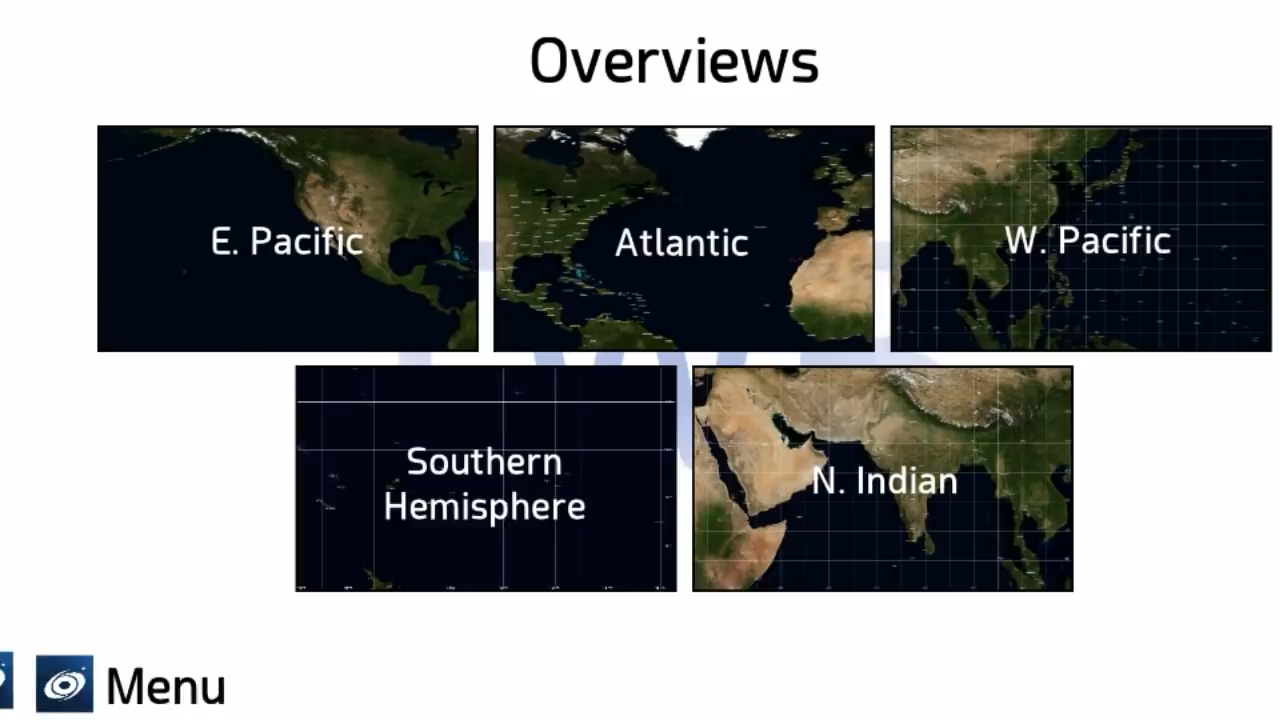 Overviews
E. Pacific
Atlantic
W. Pacific
Southern
Hemisphere
N. Indian
Menu